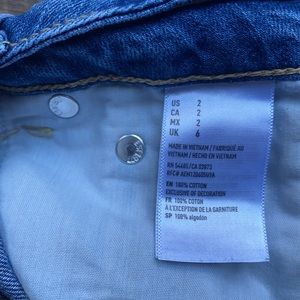 US 2
CA 2
MX 2
UK 6
MADE IN VIETNAM / FABRIQUÉ AU
VIETNAM / HECHO EN VIETNAM
RN 54485/CA 03873
EN 100% COTTON
EXCLUSIVE OF DECORATION
FR 100% COTON
À L'EXCEPTION DE LA GARNITURE
SP 100% algodón